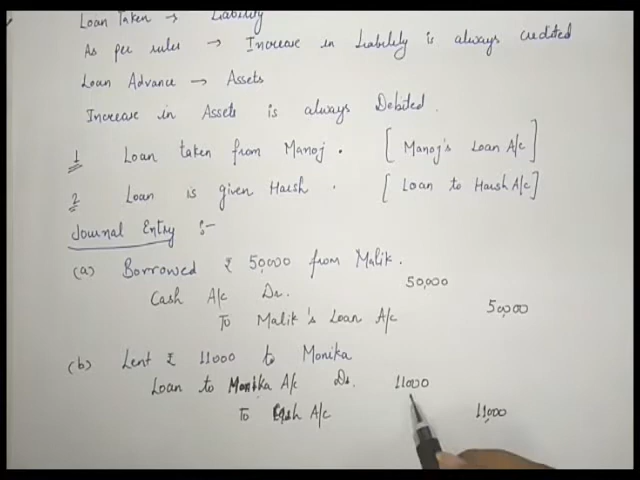 Loan Taken → Liability
As per rules → Increase in Liability is always credited
Loan Advance → Assets
Increase in Assets is always Debited.
1 Loan taken from Manoj. [Manoj's Loan A/c]
2 Loan is given Harsh. [Loan to Harsh A/c]
Journal Entry :-
(a) Borrowed ₹ 50,000 from Malik.
Cash A/c Dr. 50,000
To Malik's Loan A/c 50,000
(b) Lent ₹ 11000 to Monika
Loan to Monika A/c Dr. 11000
To Cash A/c 11,000